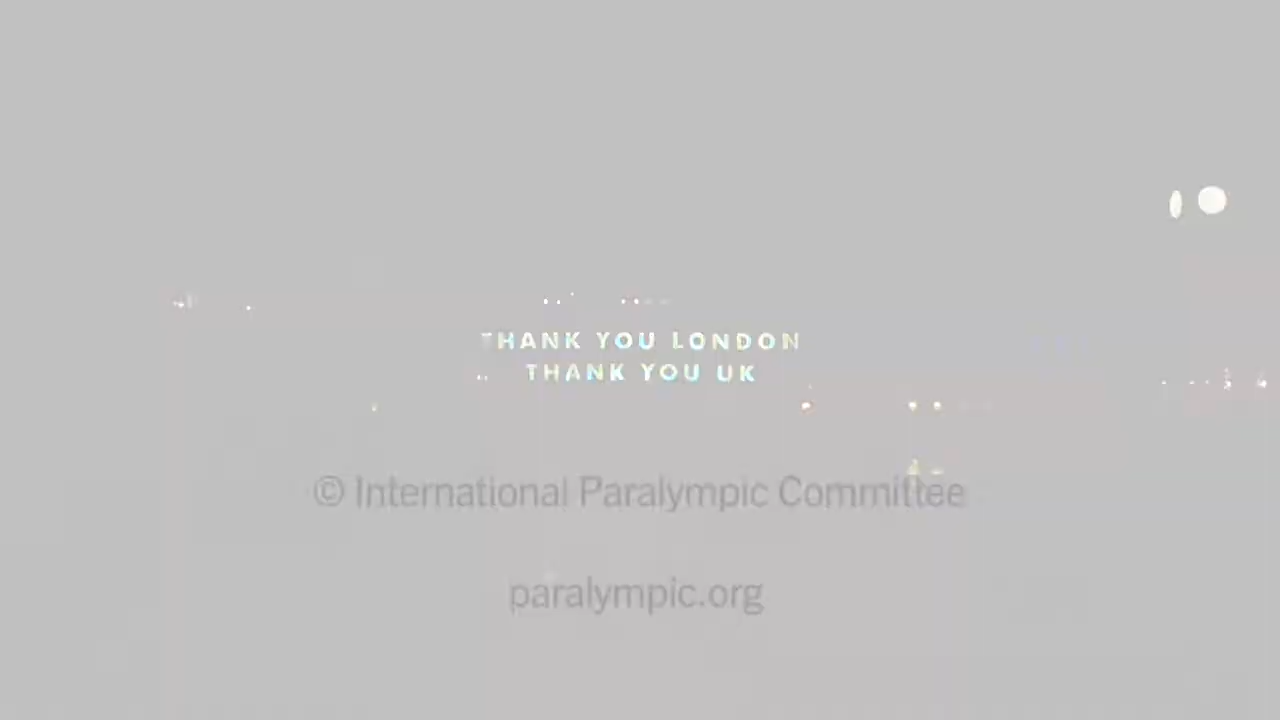 THANK YOU LONDON
THANK YOU UK
© International Paralympic Committee
paralympic.org